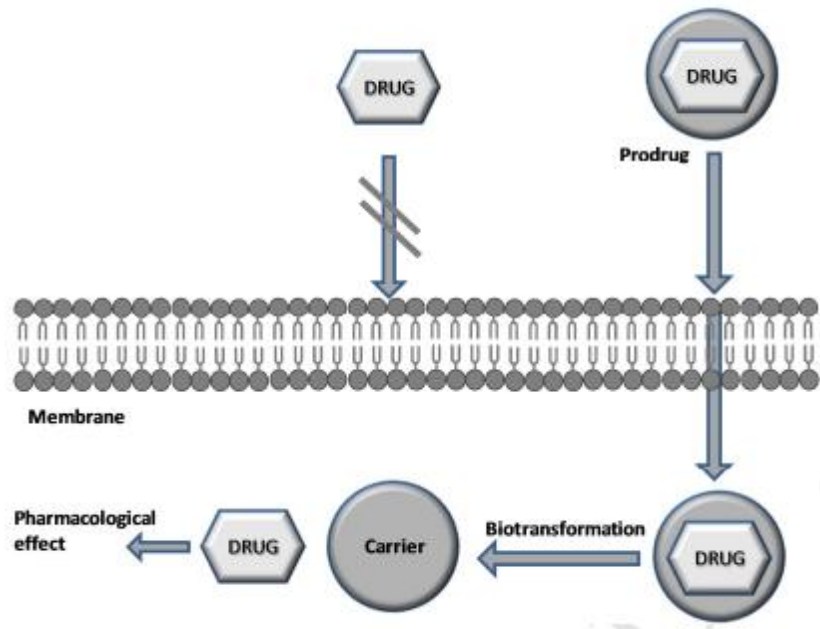 DRUG
DRUG
Prodrug
Membrane
Pharmacological
effect
DRUG
Carrier
Biotransformation
DRUG